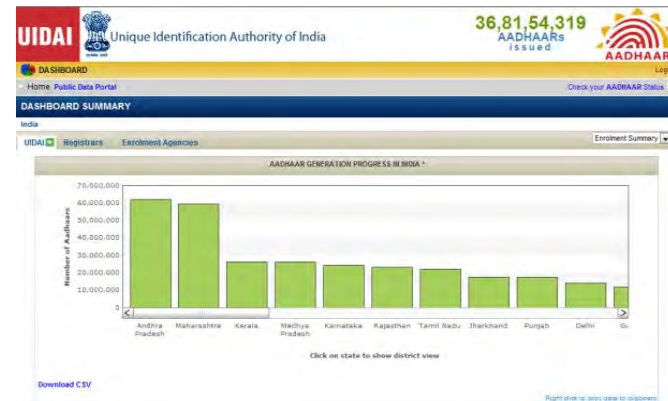 UIDAI
Unique Identification Authority of India
36,81,54,319
AADHAARs
issued
AADHAAR
DASHBOARD
Home Public Data Portal
Check your AADHAAR Status
DASHBOARD SUMMARY
India
UIDAI Registrars Enrolment Agencies
Enrolment Summary
AADHAAR GENERATION PROGRESS IN INDIA *
Number of Aadhaars
70,000,000
60,000,000
50,000,000
40,000,000
30,000,000
20,000,000
10,000,000
0
Andhra Pradesh Maharashtra Kerala Madhya Pradesh Karnataka Rajasthan Tamil Nadu Jharkhand Punjab Delhi
Click on state to show district view
Download CSV